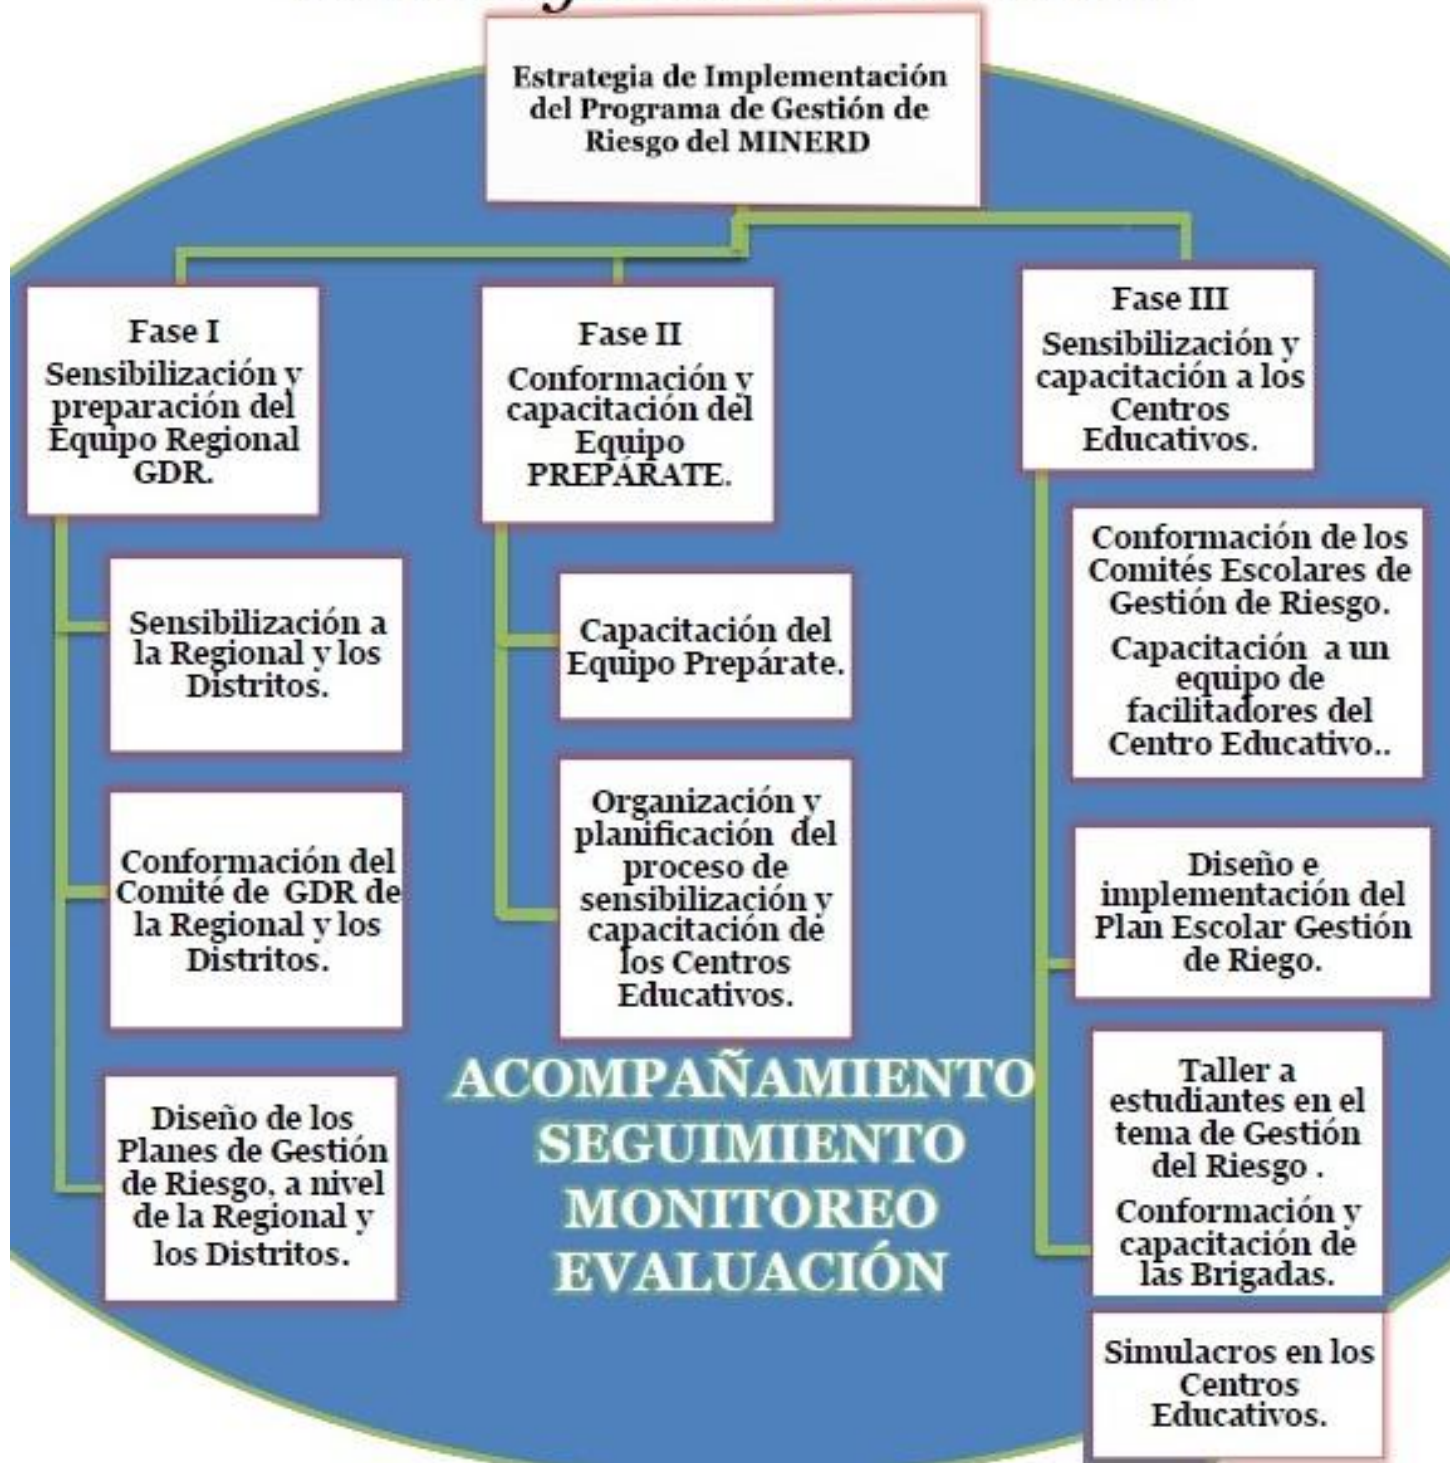 Estrategia de Implementación
del Programa de Gestión de
Riesgo del MINERD
Fase I
Sensibilización y
preparación del
Equipo Regional
GDR.
Sensibilización a
la Regional y los
Distritos.
Conformación del
Comité de GDR de
la Regional y los
Distritos.
Diseño de los
Planes de Gestión
de Riesgo, a nivel
de la Regional y
los Distritos.
Fase II
Conformación y
capacitación del
Equipo
PREPÁRATE.
Capacitación del
Equipo Prepárate.
Organización y
planificación del
proceso de
sensibilización y
capacitación de
los Centros
Educativos.
Fase III
Sensibilización y
capacitación a los
Centros
Educativos.
Conformación de los
Comités Escolares de
Gestión de Riesgo.
Capacitación a un
equipo de
facilitadores del
Centro Educativo..
Diseño e
implementación del
Plan Escolar Gestión
de Riego.
Taller a
estudiantes en el
tema de Gestión
del Riesgo .
Conformación y
capacitación de
las Brigadas.
Simulacros en los
Centros
Educativos.
ACOMPAÑAMIENTO
SEGUIMIENTO
MONITOREO
EVALUACIÓN